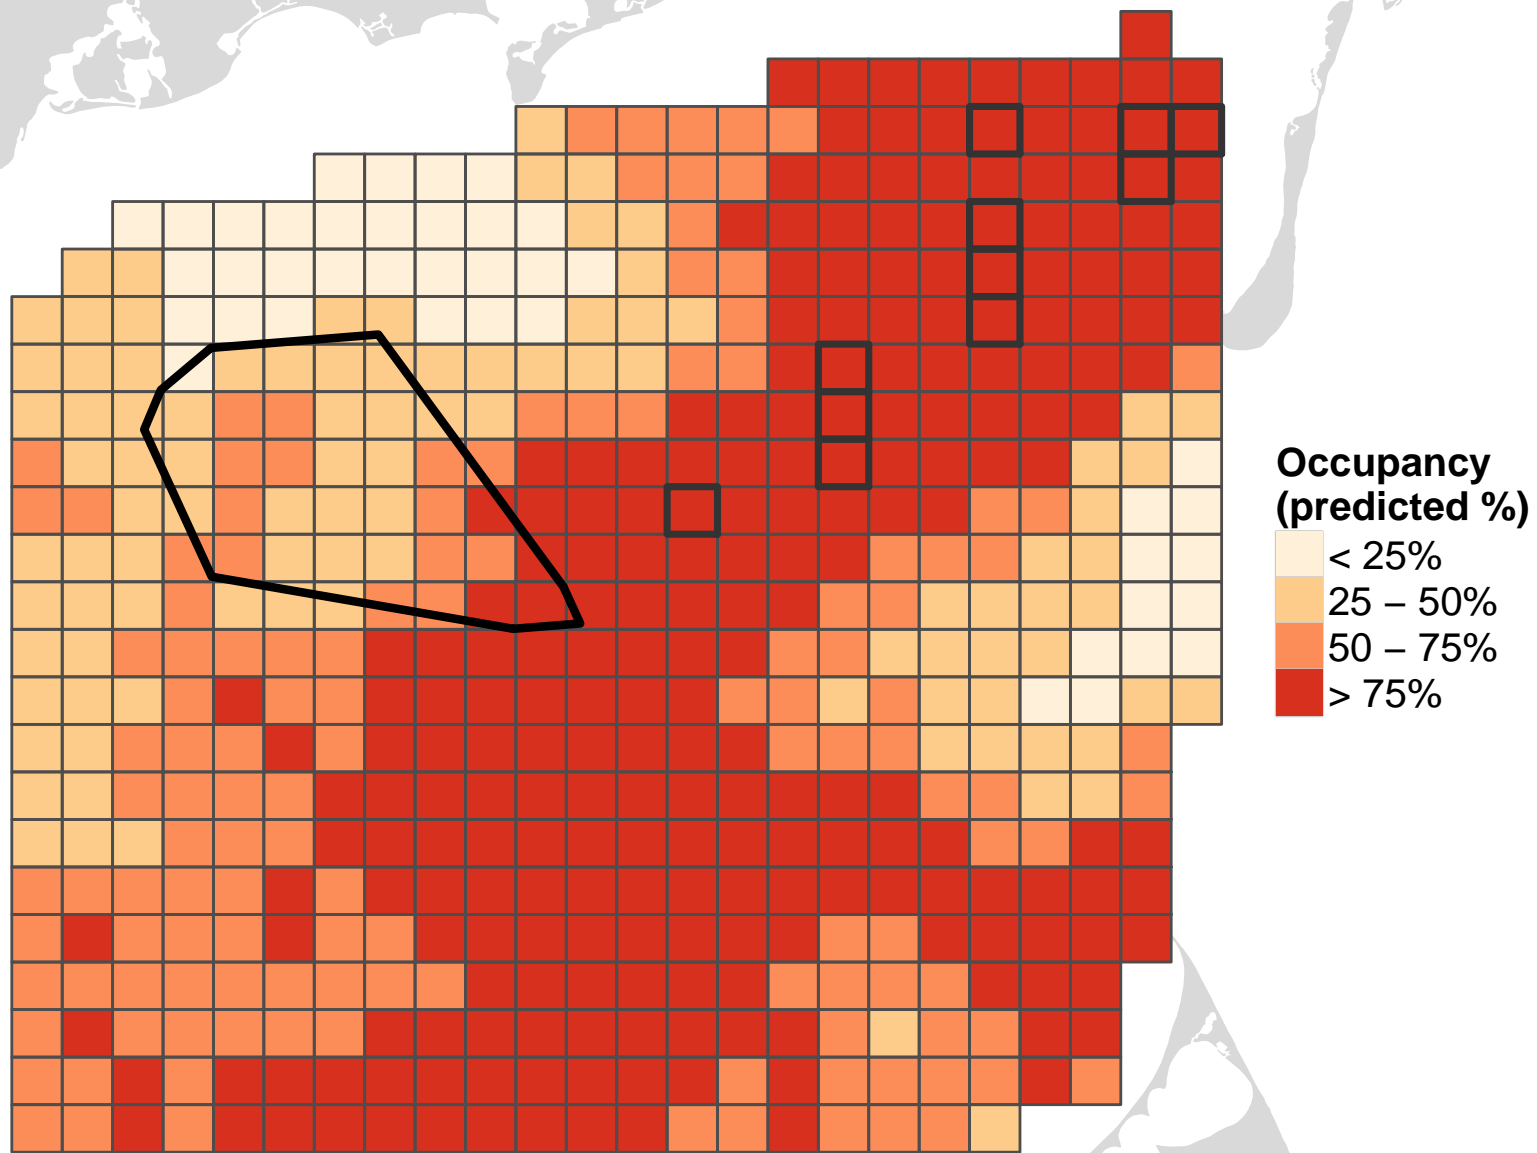 Occupancy
(predicted %)
< 25%
25 – 50%
50 – 75%
> 75%